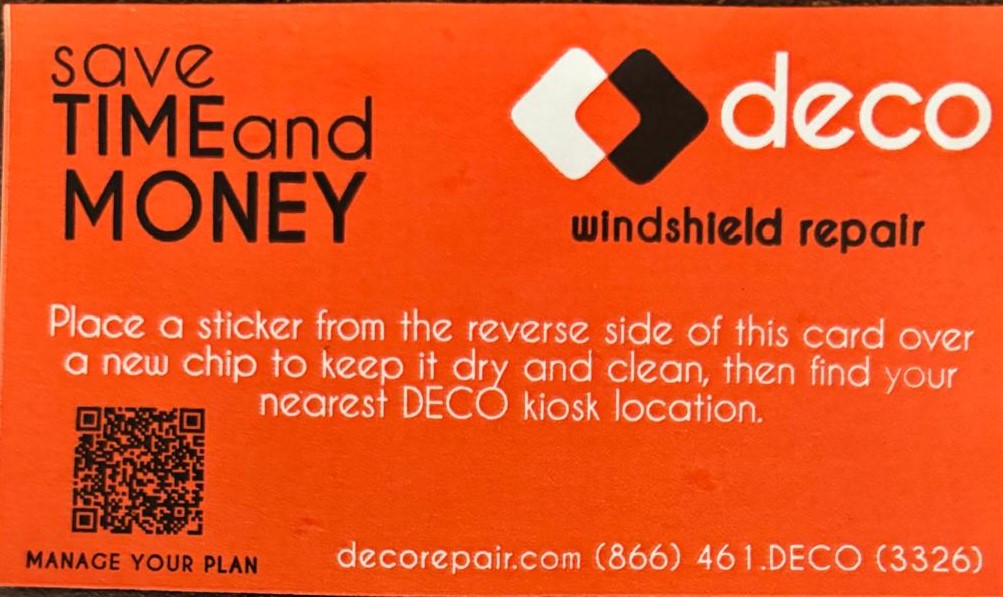 save
TIME and
MONEY
deco
windshield repair
Place a sticker from the reverse side of this card over
a new chip to keep it dry and clean, then find your
nearest DECO kiosk location.
MANAGE YOUR PLAN
decorepair.com (866) 461.DECO (3326)